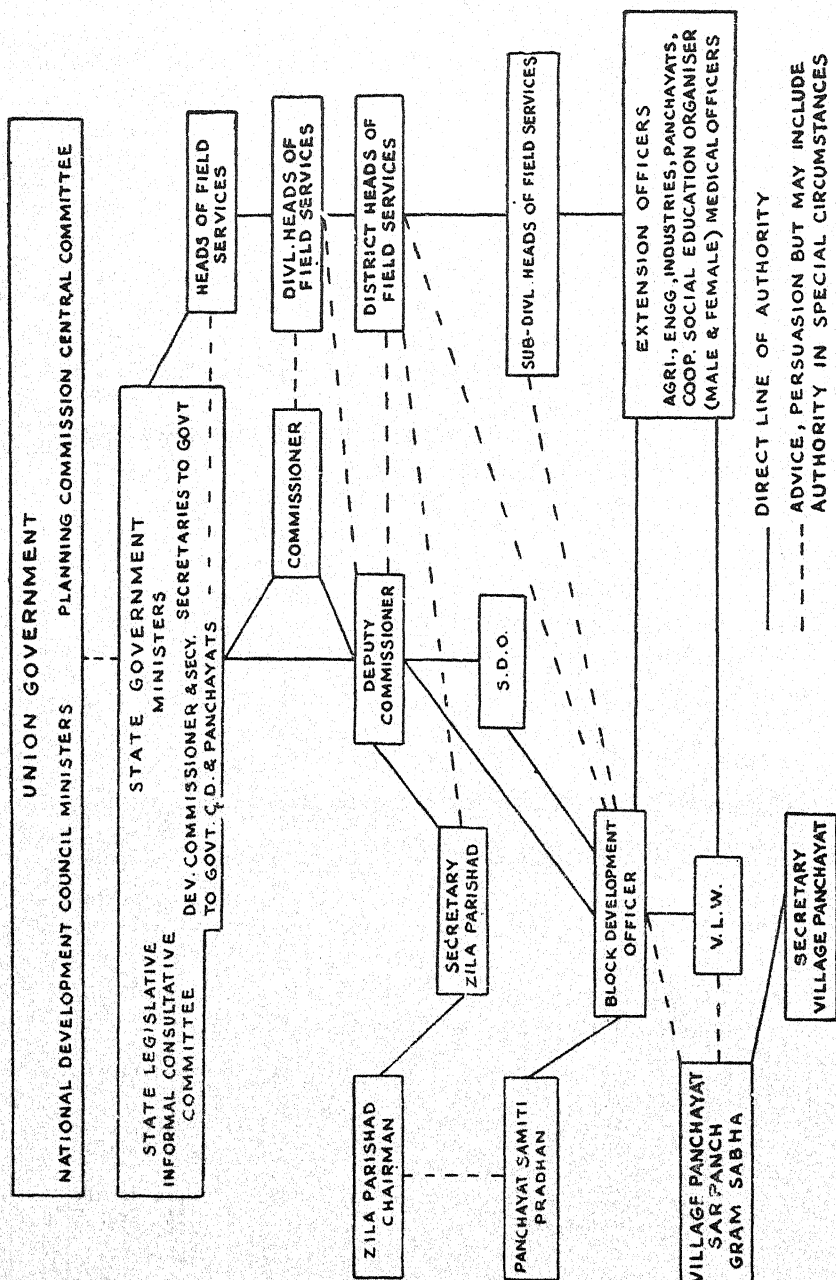 UNION GOVERNMENT
NATIONAL DEVELOPMENT COUNCIL MINISTERS PLANNING COMMISSION CENTRAL COMMITTEE
STATE LEGISLATIVE
INFORMAL CONSULTATIVE
COMMITTEE
STATE GOVERNMENT
MINISTERS
DEV. COMMISSIONER & SECY. SECRETARIES TO GOVT
TO GOVT. C.D. & PANCHAYATS
HEADS OF FIELD
SERVICES
COMMISSIONER
DIVL. HEADS OF
FIELD SERVICES
ZILA PARISHAD
CHAIRMAN
DEPUTY
COMMISSIONER
DISTRICT HEADS OF
FIELD SERVICES
SECRETARY
ZILA PARISHAD
S.D.O.
PANCHAYAT SAMITI
PRADHAN
SUB-DIVL. HEADS OF FIELD SERVICES
BLOCK DEVELOPMENT
OFFICER
EXTENSION OFFICERS
AGRI., ENGG., INDUSTRIES, PANCHAYATS,
COOP. SOCIAL EDUCATION ORGANISER
(MALE & FEMALE) MEDICAL OFFICERS
VILLAGE PANCHAYAT
SAR PANCH
GRAM SABHA
V.L.W.
SECRETARY
VILLAGE PANCHAYAT
DIRECT LINE OF AUTHORITY
ADVICE, PERSUASION BUT MAY INCLUDE
AUTHORITY IN SPECIAL CIRCUMSTANCES